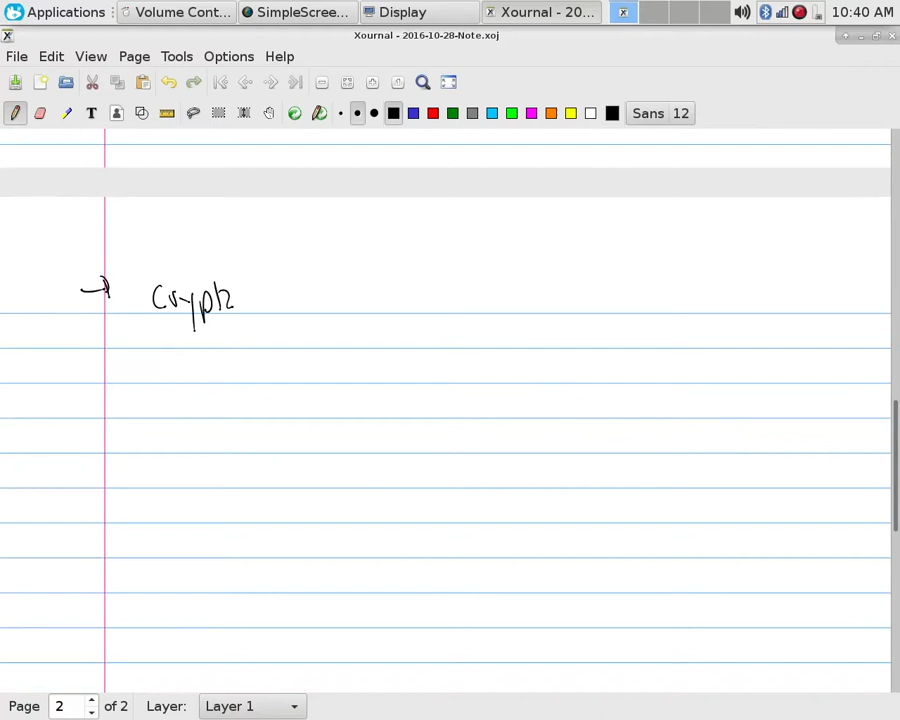 Applications
Volume Cont...
SimpleScree...
Display
Xournal - 20...
10:40 AM
Xournal - 2016-10-28-Note.xoj
File Edit View Page Tools Options Help
Sans 12
→ Crypt
Page 2 of 2 Layer: Layer 1